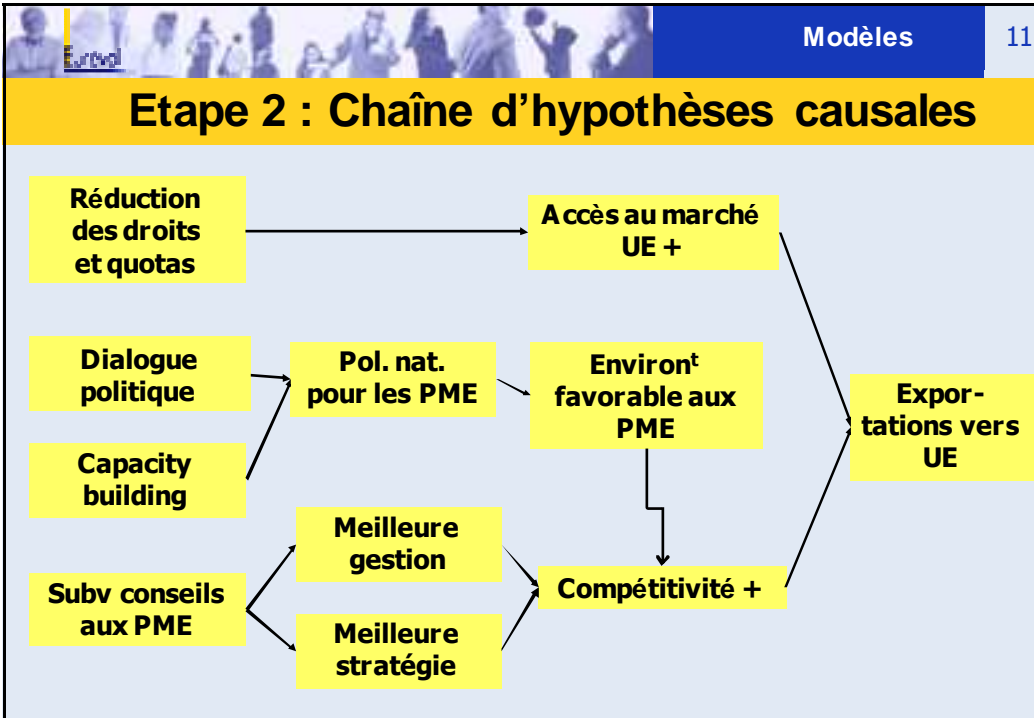 Eureval
Modèles
11
Etape 2 : Chaîne d'hypothèses causales
Réduction
des droits
et quotas
Accès au marché
UE +
Dialogue
politique
Pol. nat.
pour les PME
Environᵗ
favorable aux
PME
Expor-
tations vers
UE
Capacity
building
Meilleure
gestion
Subv conseils
aux PME
Compétitivité +
Meilleure
stratégie